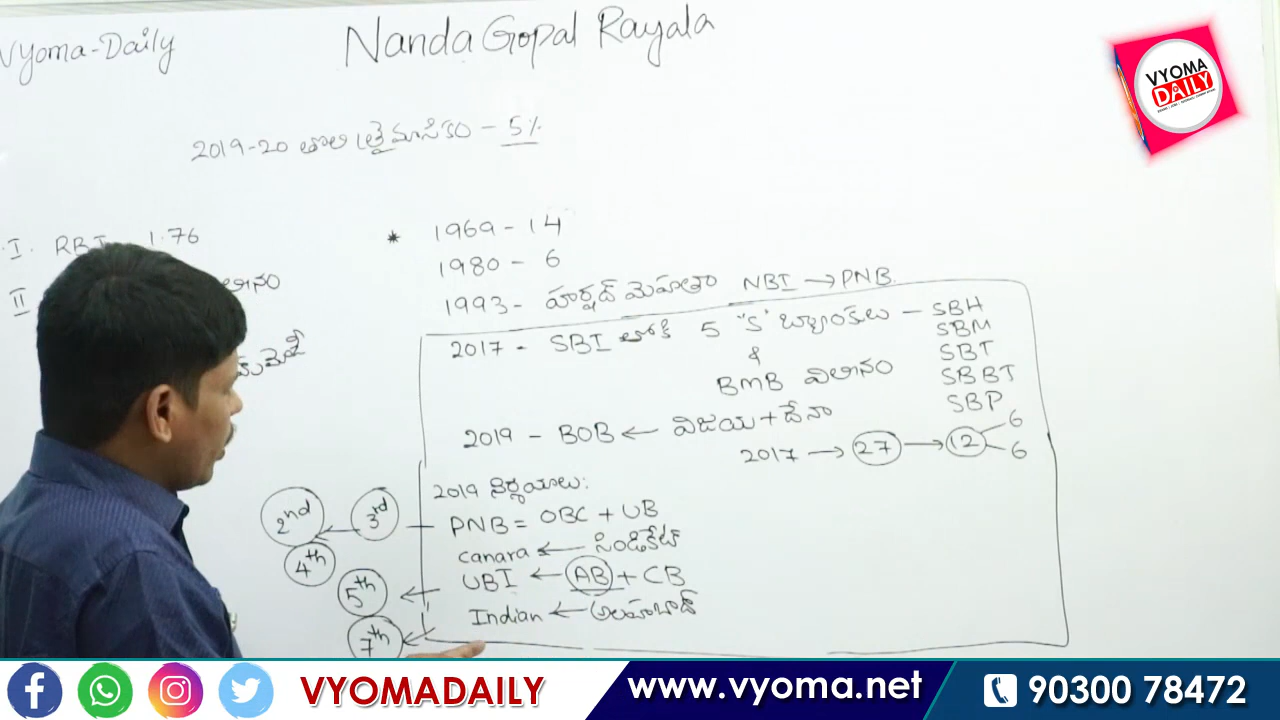 Vyoma-Daily
Nanda Gopal Rayala
VYOMA
DAILY
2019-20 తొలి త్రైమాసికం - 5%
I. RBI 1.76
II
* 1969 - 14
1980 - 6
1993 - హర్షద్ మెహతా NBI → PNB
2017 - SBI లోకి 5 "క" బ్యాంకులు - SBH
SBM
&
SBT
BMB విలీనం
SBBT
SBP
2019 - BOB ← విజయ + దేనా
2017 → 27 → 12
6
6
2019 నిర్ణయాలు:
2nd ← 3rd - PNB = OBC + UB
4th
Canara ← సిండికేట్
5th ← UBI ← AB + CB
7th ← Indian ← అలహాబాద్
VYOMADAILY
www.vyoma.net
90300 78472